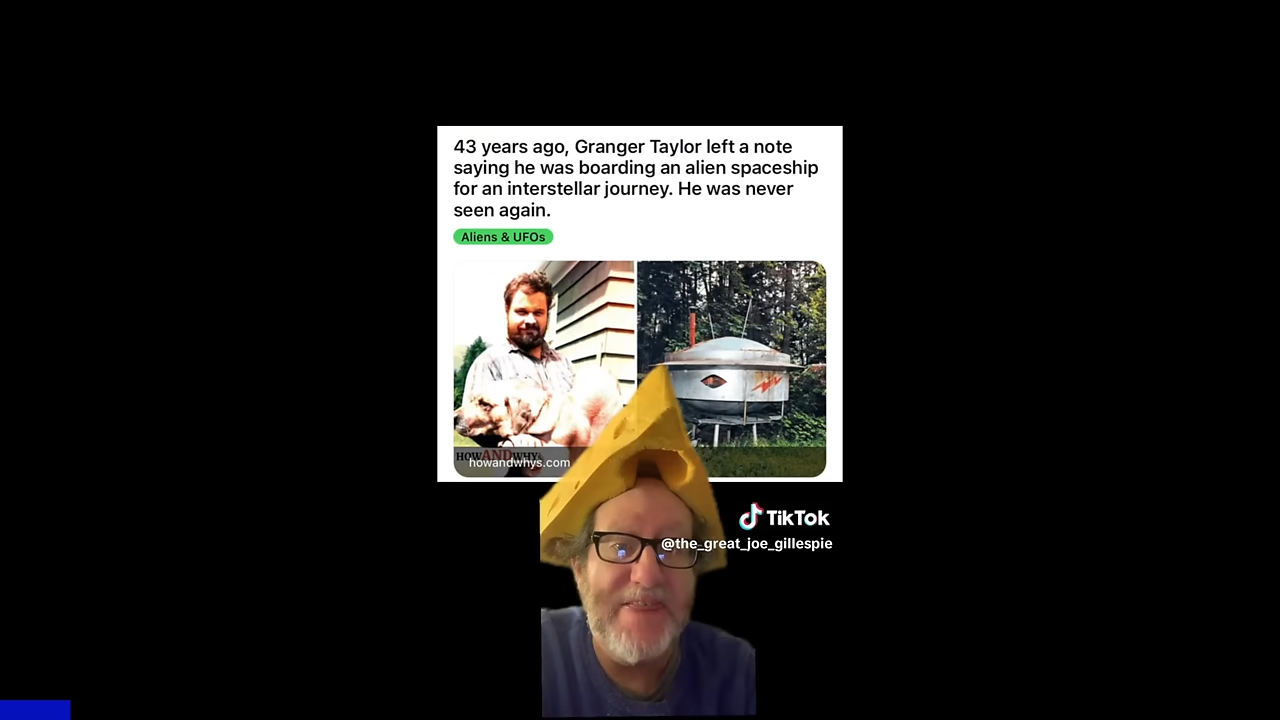 43 years ago, Granger Taylor left a note
saying he was boarding an alien spaceship
for an interstellar journey. He was never
seen again.
Aliens & UFOs
HOWANDWHYS
howandwhys.com
TikTok
@the_great_joe_gillespie